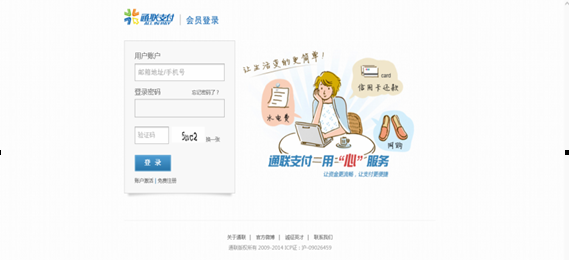 通联支付 ALLINPAY | 会员登录
用户账户
邮箱地址/手机号
登录密码 忘记密码了？
验证码 5uc2 换一张
登 录
账户激活 | 免费注册
让生活变的更简单!
card
信用卡还款
水电费
网购
通联支付一用“心”服务
让资金更流畅，让支付更便捷
关于通联 | 官方微博 | 诚征英才 | 联系我们
通联版权所有 2009-2014 ICP证：沪-09026459